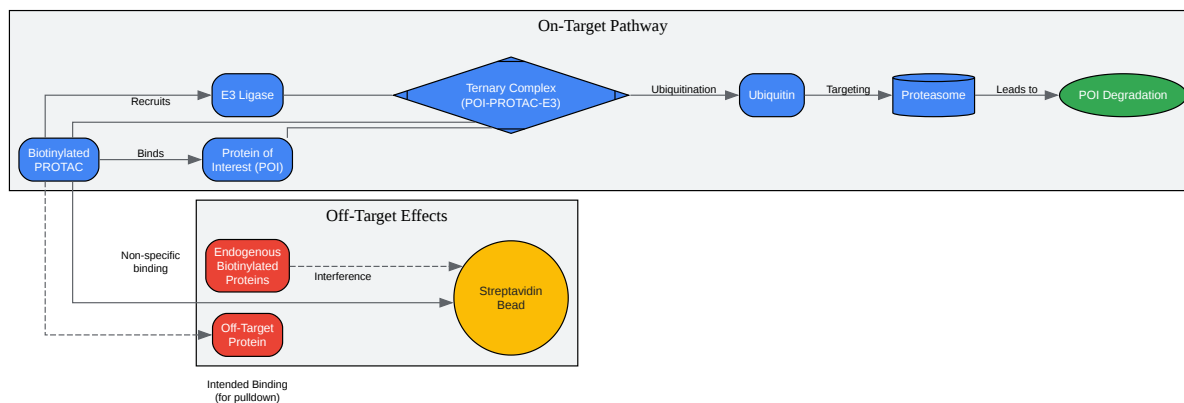 On-Target Pathway
E3 Ligase
Recruits
Ternary Complex
(POI-PROTAC-E3)
Ubiquitination
Ubiquitin
Targeting
Proteasome
Leads to
POI Degradation
Biotinylated
PROTAC
Binds
Protein of
Interest (POI)
Off-Target Effects
Non-specific
binding
Endogenous
Biotinylated
Proteins
Interference
Streptavidin
Bead
Off-Target
Protein
Intended Binding
(for pulldown)